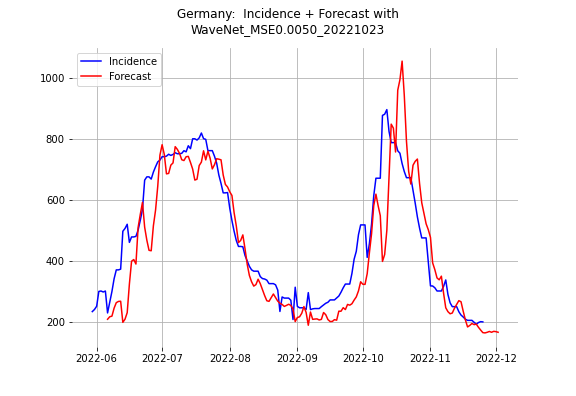 Germany:  Incidence + Forecast with
WaveNet_MSE0.0050_20221023
Incidence
Forecast
1000
800
600
400
200
2022-06 2022-07 2022-08 2022-09 2022-10 2022-11 2022-12